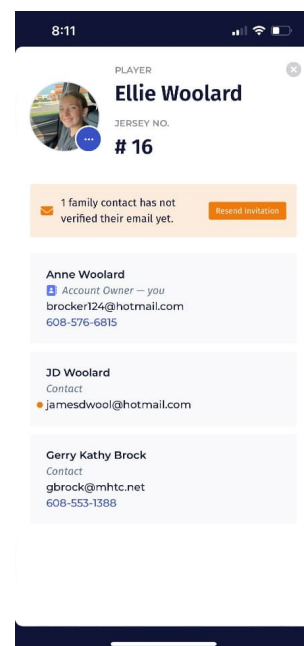 8:11
PLAYER
Ellie Woolard
JERSEY NO.
# 16
1 family contact has not
verified their email yet.
Resend Invitation
Anne Woolard
Account Owner — you
brocker124@hotmail.com
608-576-6815
JD Woolard
Contact
jamesdwool@hotmail.com
Gerry Kathy Brock
Contact
gbrock@mhtc.net
608-553-1388